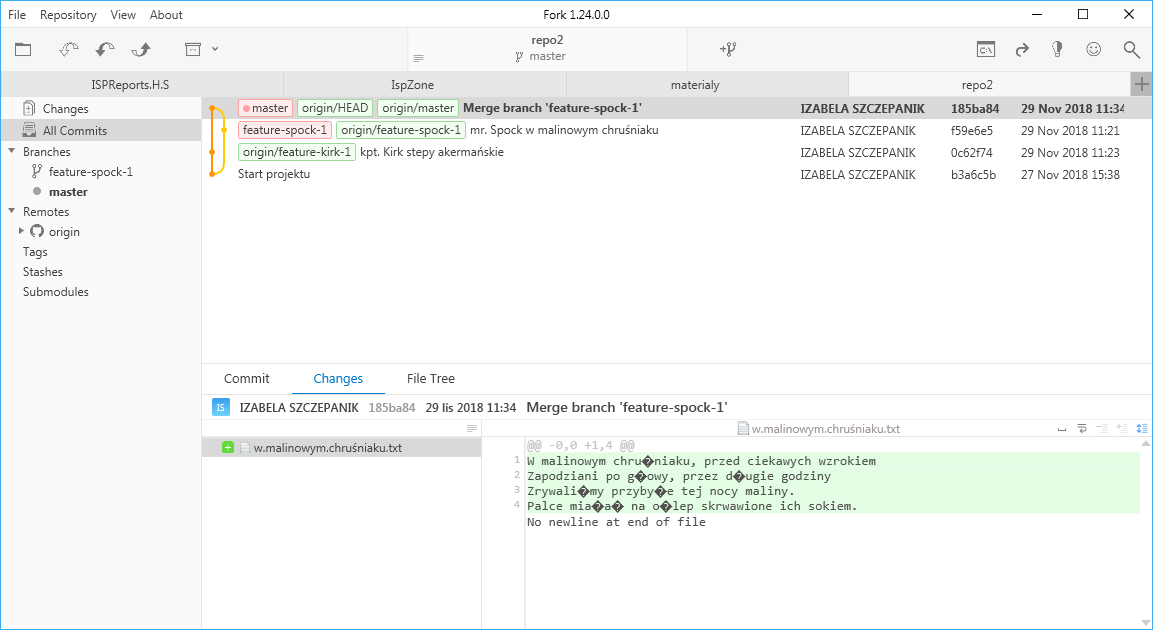 File Repository View About Fork 1.24.0.0
repo2
master
ISPReports.H.S IspZone materialy repo2
Changes
All Commits
Branches
feature-spock-1
master
Remotes
origin
Tags
Stashes
Submodules
master origin/HEAD origin/master Merge branch 'feature-spock-1' IZABELA SZCZEPANIK 185ba84 29 Nov 2018 11:34
feature-spock-1 origin/feature-spock-1 mr. Spock w malinowym chruśniaku IZABELA SZCZEPANIK f59e6e5 29 Nov 2018 11:21
origin/feature-kirk-1 kpt. Kirk stepy akermańskie IZABELA SZCZEPANIK 0c62f74 29 Nov 2018 11:23
Start projektu IZABELA SZCZEPANIK b3a6c5b 27 Nov 2018 15:38
Commit Changes File Tree
IS IZABELA SZCZEPANIK 185ba84 29 lis 2018 11:34 Merge branch 'feature-spock-1'
w.malinowym.chruśniaku.txt
w.malinowym.chruśniaku.txt
@@ -0,0 +1,4 @@
1 W malinowym chru�niaku, przed ciekawych wzrokiem
2 Zapodziani po g�owy, przez d�ugie godziny
3 Zrywali�my przyby�e tej nocy maliny.
4 Palce mia�a� na o�lep skrwawione ich sokiem.
No newline at end of file